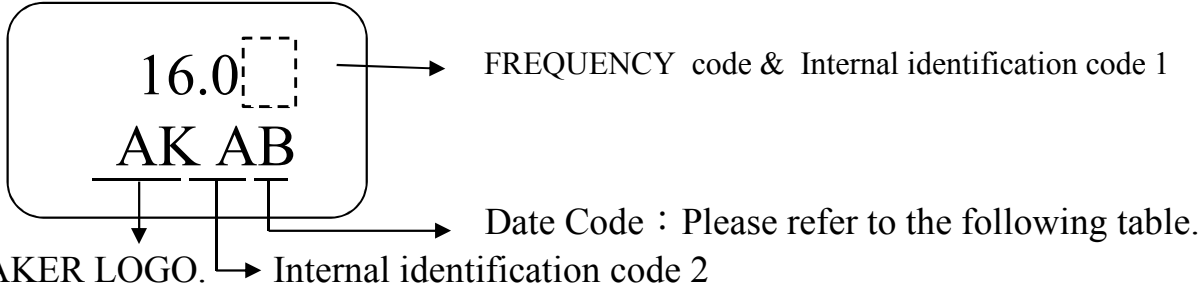 16.0
FREQUENCY code & Internal identification code 1
AK AB
Date Code：Please refer to the following table.
AKER LOGO. Internal identification code 2